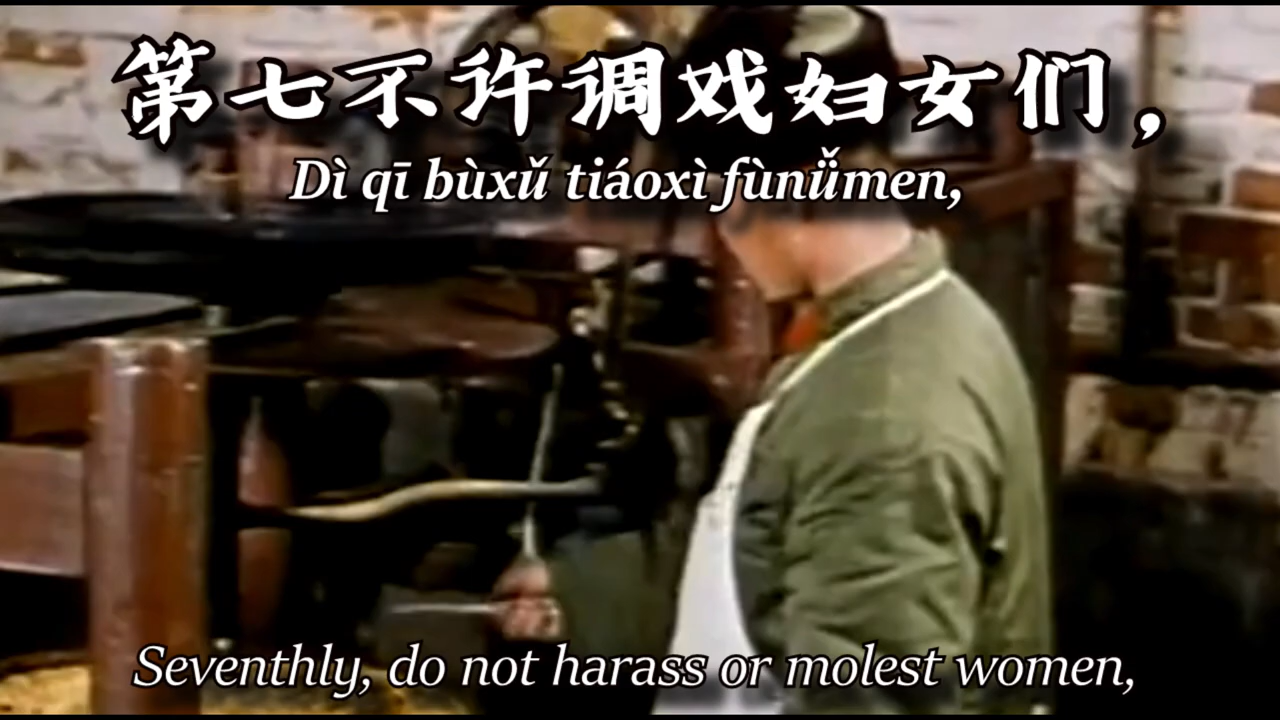 第七不许调戏妇女们，
Dì qī bùxǔ tiáoxì fùnǚmen,
Seventhly, do not harass or molest women,